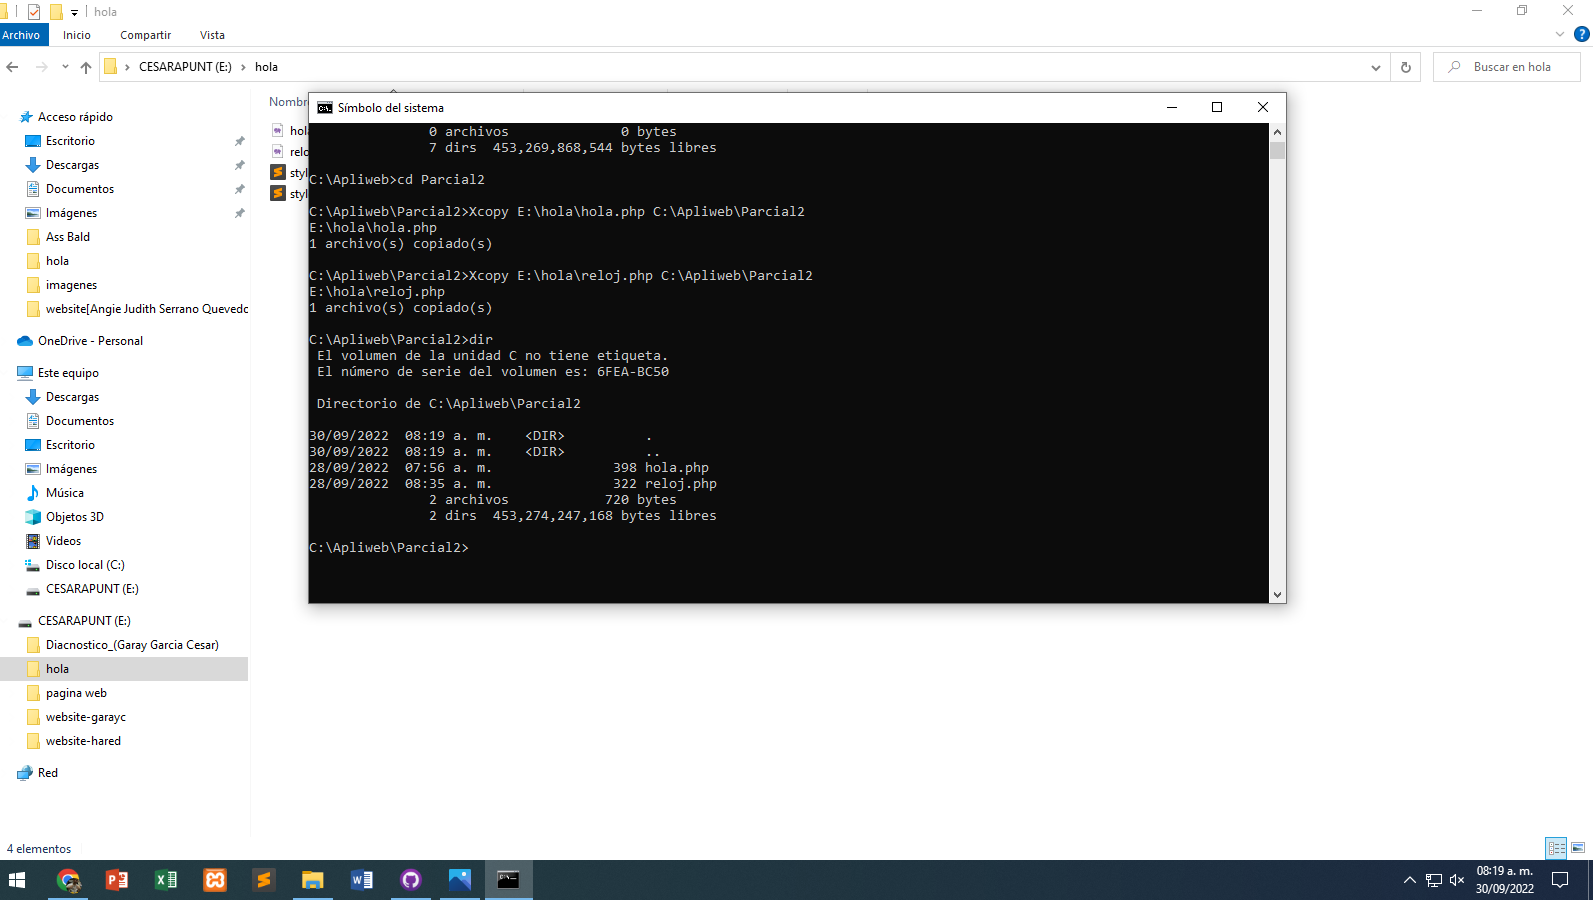 hola
Archivo Inicio Compartir Vista
CESARAPUNT (E:) > hola
Buscar en hola
Acceso rápido
Escritorio
Descargas
Documentos
Imágenes
Ass Bald
hola
imagenes
website[Angie Judith Serrano Quevedo
OneDrive - Personal
Este equipo
Descargas
Documentos
Escritorio
Imágenes
Música
Objetos 3D
Videos
Disco local (C:)
CESARAPUNT (E:)
CESARAPUNT (E:)
Diacnostico_(Garay Garcia Cesar)
hola
pagina web
website-garayc
website-hared
Red
Nombre
hola
relo
styl
styl
Símbolo del sistema
0 archivos 0 bytes
7 dirs 453,269,868,544 bytes libres
C:\Apliweb>cd Parcial2
C:\Apliweb\Parcial2>Xcopy E:\hola\hola.php C:\Apliweb\Parcial2
E:\hola\hola.php
1 archivo(s) copiado(s)
C:\Apliweb\Parcial2>Xcopy E:\hola\reloj.php C:\Apliweb\Parcial2
E:\hola\reloj.php
1 archivo(s) copiado(s)
C:\Apliweb\Parcial2>dir
El volumen de la unidad C no tiene etiqueta.
El número de serie del volumen es: 6FEA-BC50
Directorio de C:\Apliweb\Parcial2
30/09/2022 08:19 a. m. <DIR> .
30/09/2022 08:19 a. m. <DIR> ..
28/09/2022 07:56 a. m. 398 hola.php
28/09/2022 08:35 a. m. 322 reloj.php
2 archivos 720 bytes
2 dirs 453,274,247,168 bytes libres
C:\Apliweb\Parcial2>
4 elementos
08:19 a. m.
30/09/2022